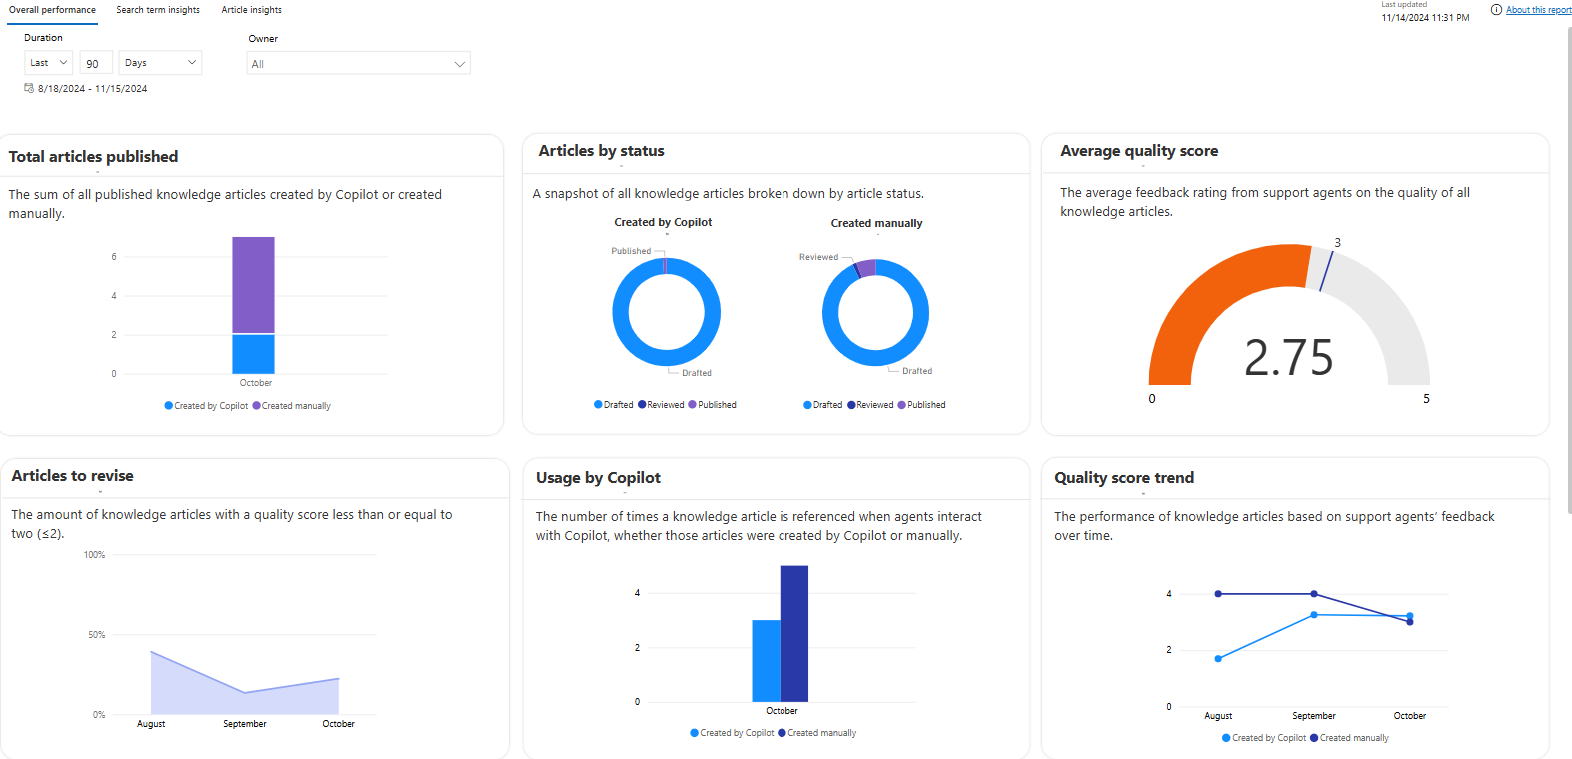 Overall performance
Search term insights
Article insights
Last updated
11/14/2024 11:31 PM
About this report
Duration
Owner
Last
90
Days
All
8/18/2024 - 11/15/2024
Total articles published
The sum of all published knowledge articles created by Copilot or created
manually.
6
4
2
0
October
Created by Copilot Created manually
Articles by status
A snapshot of all knowledge articles broken down by article status.
Created by Copilot
Published
Drafted
Drafted Reviewed Published
Created manually
Reviewed
Drafted
Drafted Reviewed Published
Average quality score
The average feedback rating from support agents on the quality of all
knowledge articles.
3
2.75
0
5
Articles to revise
The amount of knowledge articles with a quality score less than or equal to
two (≤2).
100%
50%
0%
August
September
October
Usage by Copilot
The number of times a knowledge article is referenced when agents interact
with Copilot, whether those articles were created by Copilot or manually.
4
2
0
October
Created by Copilot Created manually
Quality score trend
The performance of knowledge articles based on support agents' feedback
over time.
4
2
0
August
September
October
Created by Copilot Created manually